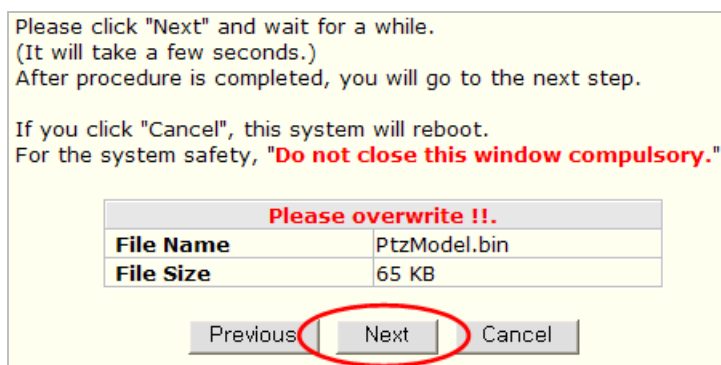 Please click "Next" and wait for a while.
(It will take a few seconds.)
After procedure is completed, you will go to the next step.
If you click "Cancel", this system will reboot.
For the system safety, "Do not close this window compulsory."
Please overwrite !!.
File Name PtzModel.bin
File Size 65 KB
Previous Next Cancel